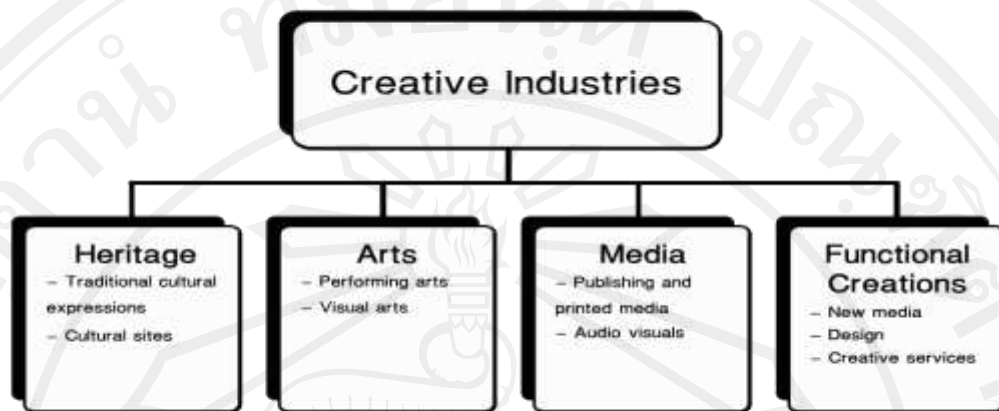 Creative Industries
Heritage
– Traditional cultural
expressions
– Cultural sites
Arts
– Performing arts
– Visual arts
Media
– Publishing and
printed media
– Audio visuals
Functional
Creations
– New media
– Design
– Creative services